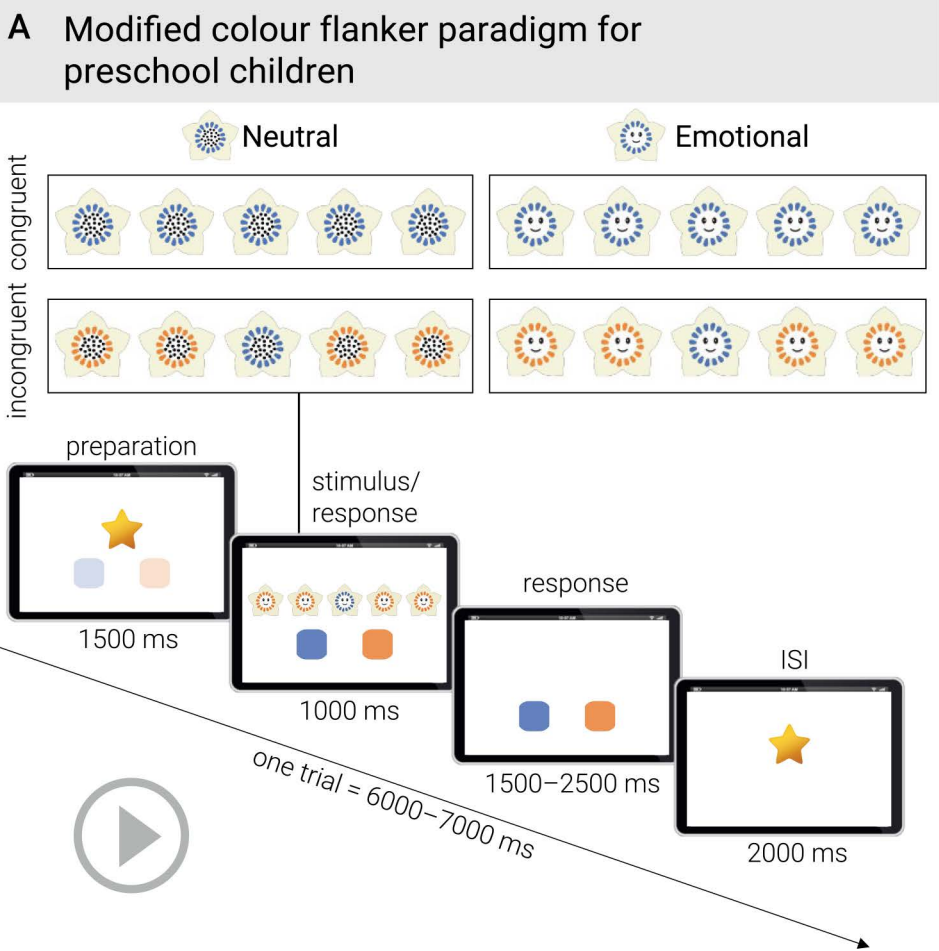 A Modified colour flanker paradigm for
preschool children
Neutral
Emotional
congruent
incongruent
preparation
stimulus/
response
response
ISI
1500 ms
1000 ms
1500–2500 ms
2000 ms
one trial = 6000–7000 ms